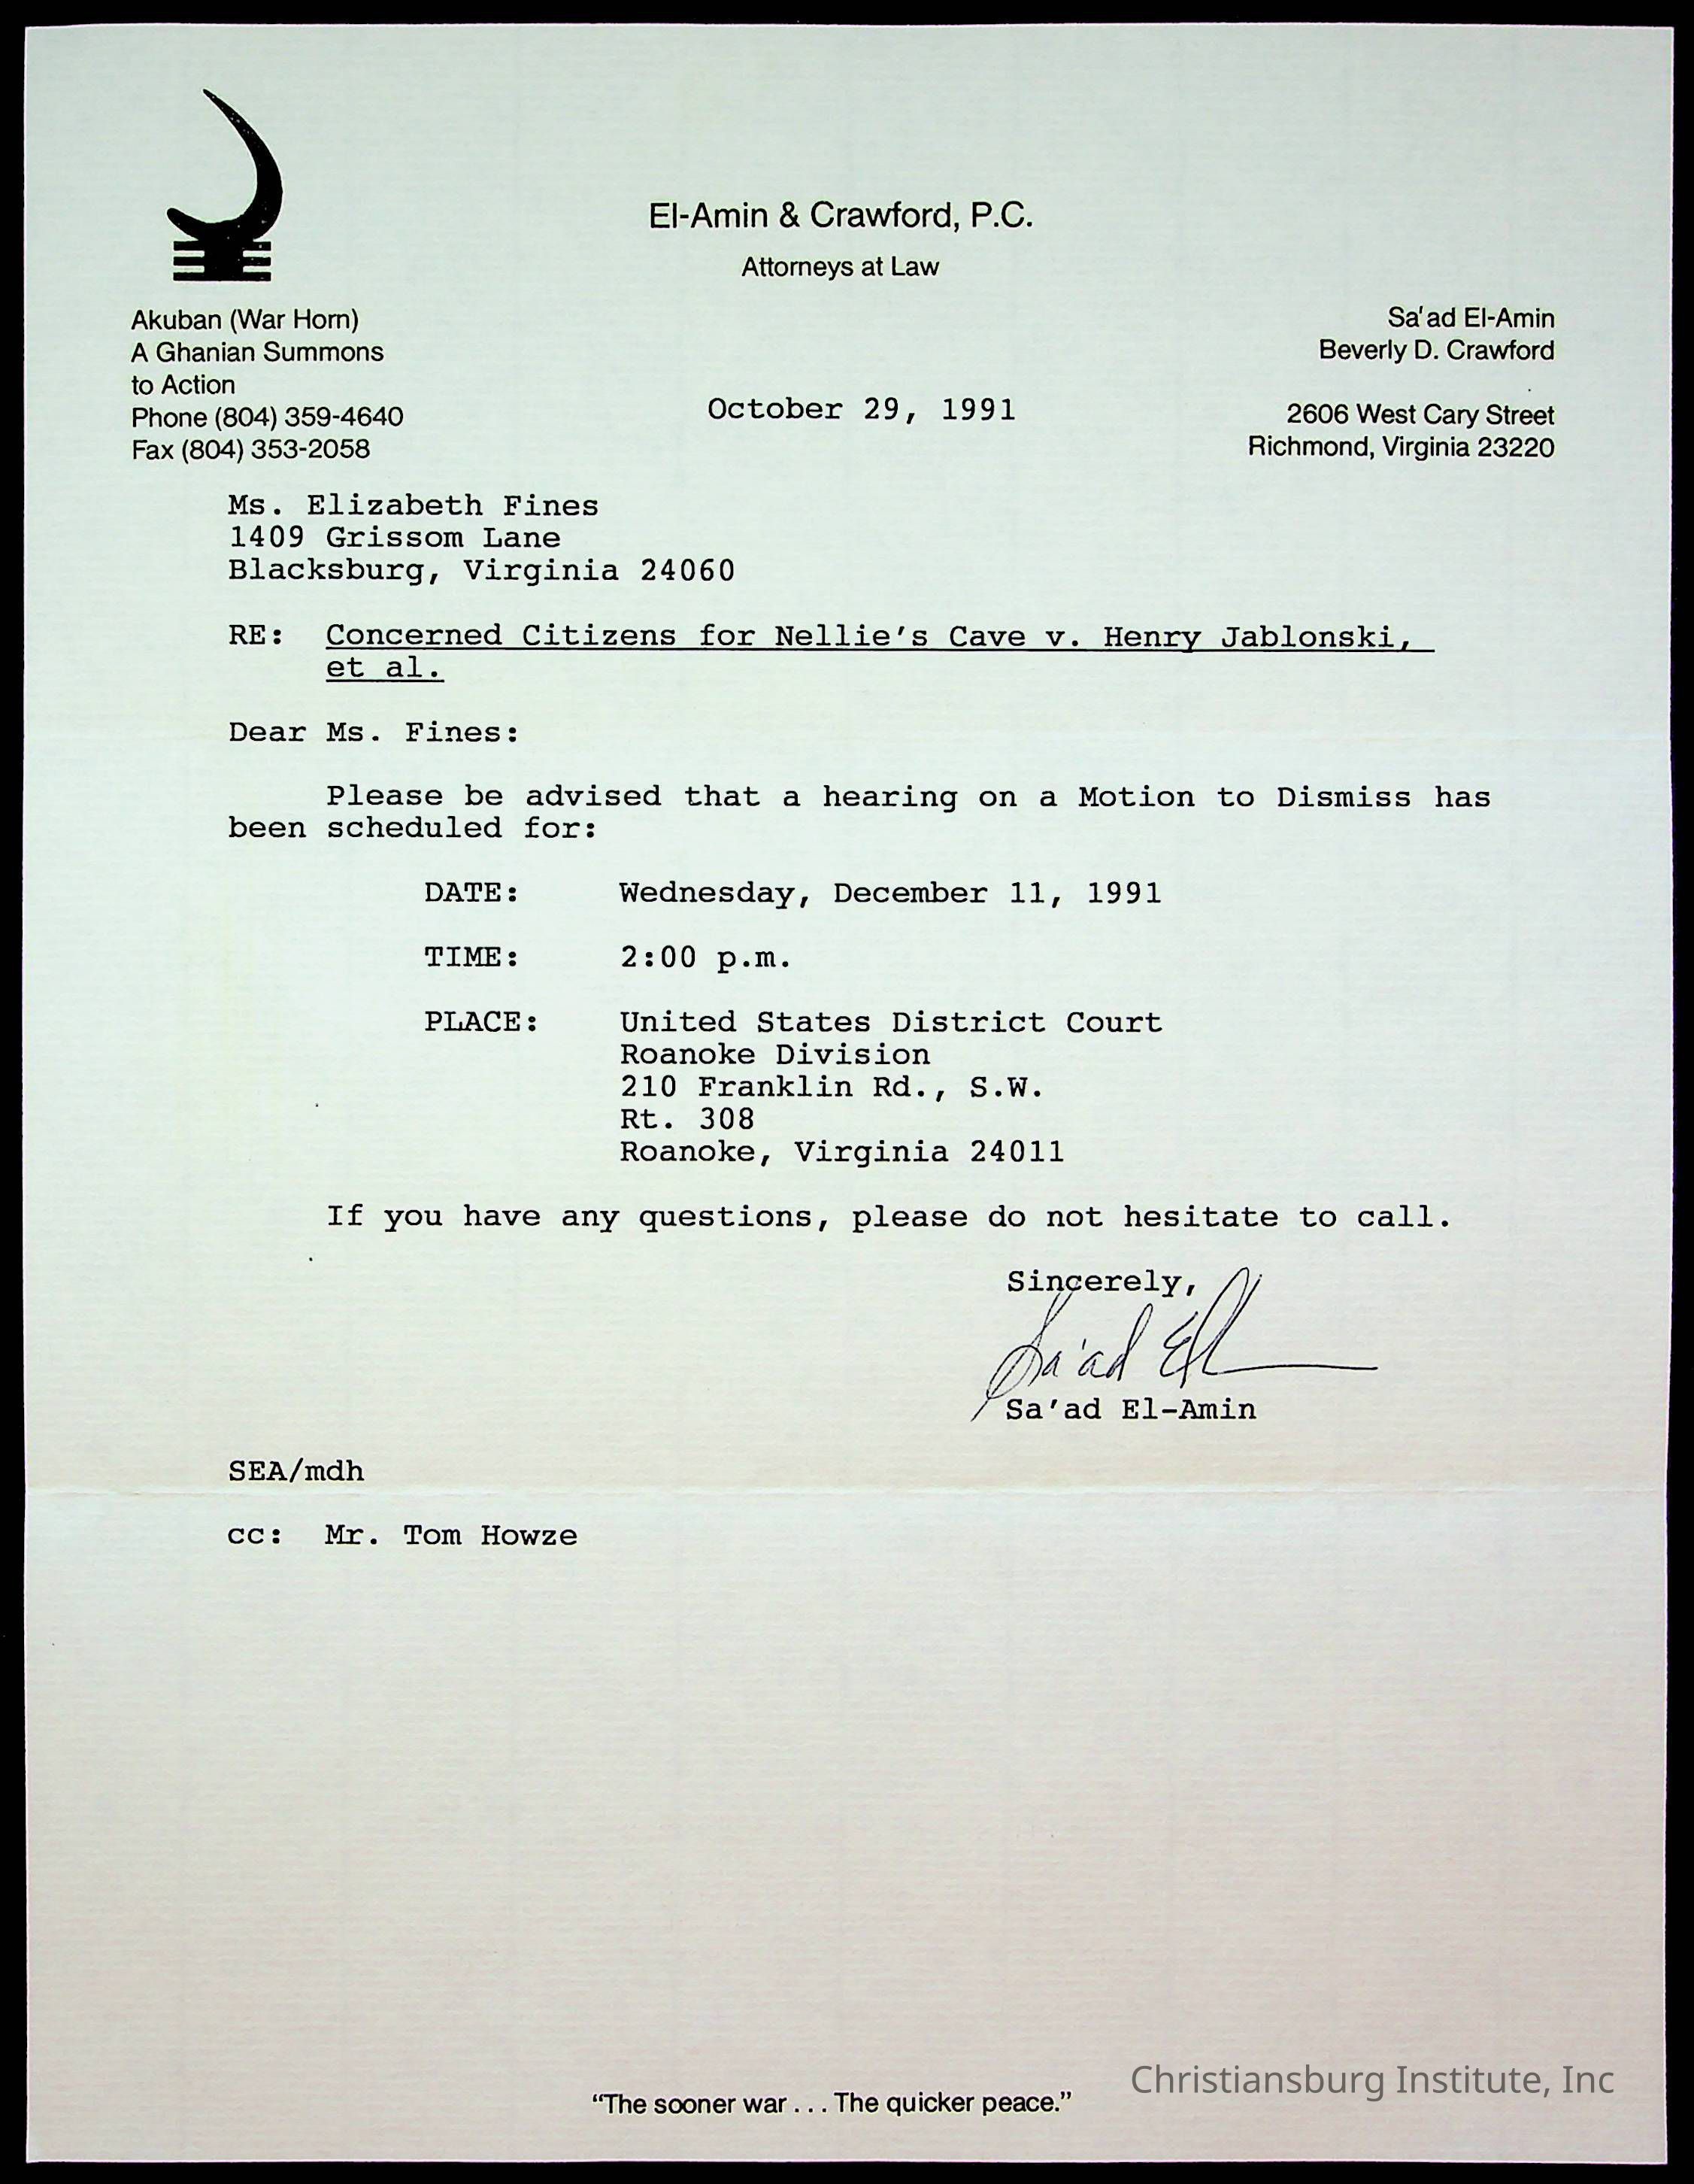 El-Amin & Crawford, P.C.
Attorneys at Law
Akuban (War Horn)
A Ghanian Summons
to Action
Phone (804) 359-4640
Fax (804) 353-2058
Sa'ad El-Amin
Beverly D. Crawford
2606 West Cary Street
Richmond, Virginia 23220
October 29, 1991
Ms. Elizabeth Fines
1409 Grissom Lane
Blacksburg, Virginia 24060
RE: Concerned Citizens for Nellie's Cave v. Henry Jablonski,
et al.
Dear Ms. Fines:
Please be advised that a hearing on a Motion to Dismiss has
been scheduled for:
DATE: Wednesday, December 11, 1991
TIME: 2:00 p.m.
PLACE: United States District Court
Roanoke Division
210 Franklin Rd., S.W.
Rt. 308
Roanoke, Virginia 24011
If you have any questions, please do not hesitate to call.
Sincerely,
Sa'ad El
Sa'ad El-Amin
SEA/mdh
cc: Mr. Tom Howze
Christiansburg Institute, Inc
“The sooner war . . . The quicker peace.”